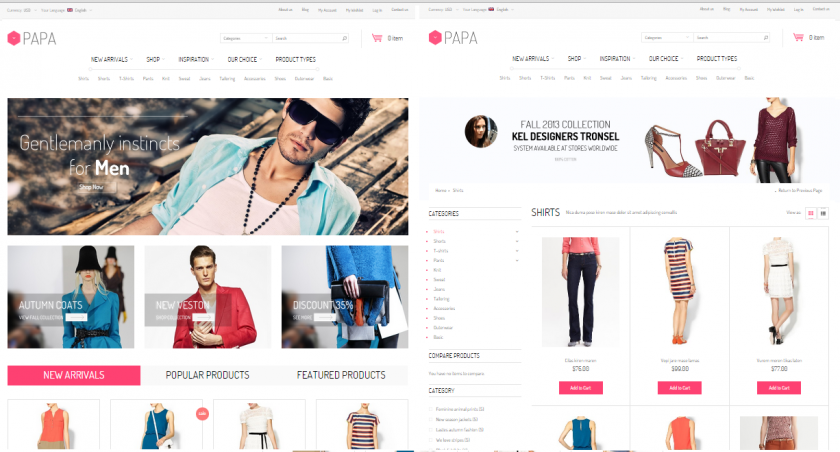 Currency: USD Your Language: English About us Blog My Account My Wishlist Log In Contact us
PAPA
Categories Search 0 item
NEW ARRIVALS SHOP INSPIRATION OUR CHOICE PRODUCT TYPES
Shirts Shorts T-Shirts Pants Knit Sweat Jeans Tailoring Accessories Shoes Outerwear Basic
Gentlemanly instincts
for Men
Shop Now
AUTUMN COATS
VIEW FALL COLLECTION
NEW VESTON
DISCOUNT 35%
SEE MORE
NEW ARRIVALS POPULAR PRODUCTS FEATURED PRODUCTS
Currency: USD Your Language: English About us Blog My Account My Wishlist Log In Contact us
PAPA
Categories Search 0 item
NEW ARRIVALS SHOP INSPIRATION OUR CHOICE PRODUCT TYPES
Shirts Shorts T-Shirts Pants Knit Sweat Jeans Tailoring Accessories Shoes Outerwear Basic
FALL 2013 COLLECTION
KEL DESIGNERS TRONSEL
SYSTEM AVAILABLE AT STORES WORLDWIDE
Home > Shirts Return to Previous Page
CATEGORIES
Shirts
Shorts
T-shirts
Pants
Knit
Sweat
Jeans
Tailoring
Accessories
Shoes
Outerwear
Basic
COMPARE PRODUCTS
You have no items to compare.
CATEGORY
SHIRTS
View as:
$76.00 $99.00 $77.00
Add to Cart Add to Cart Add to Cart